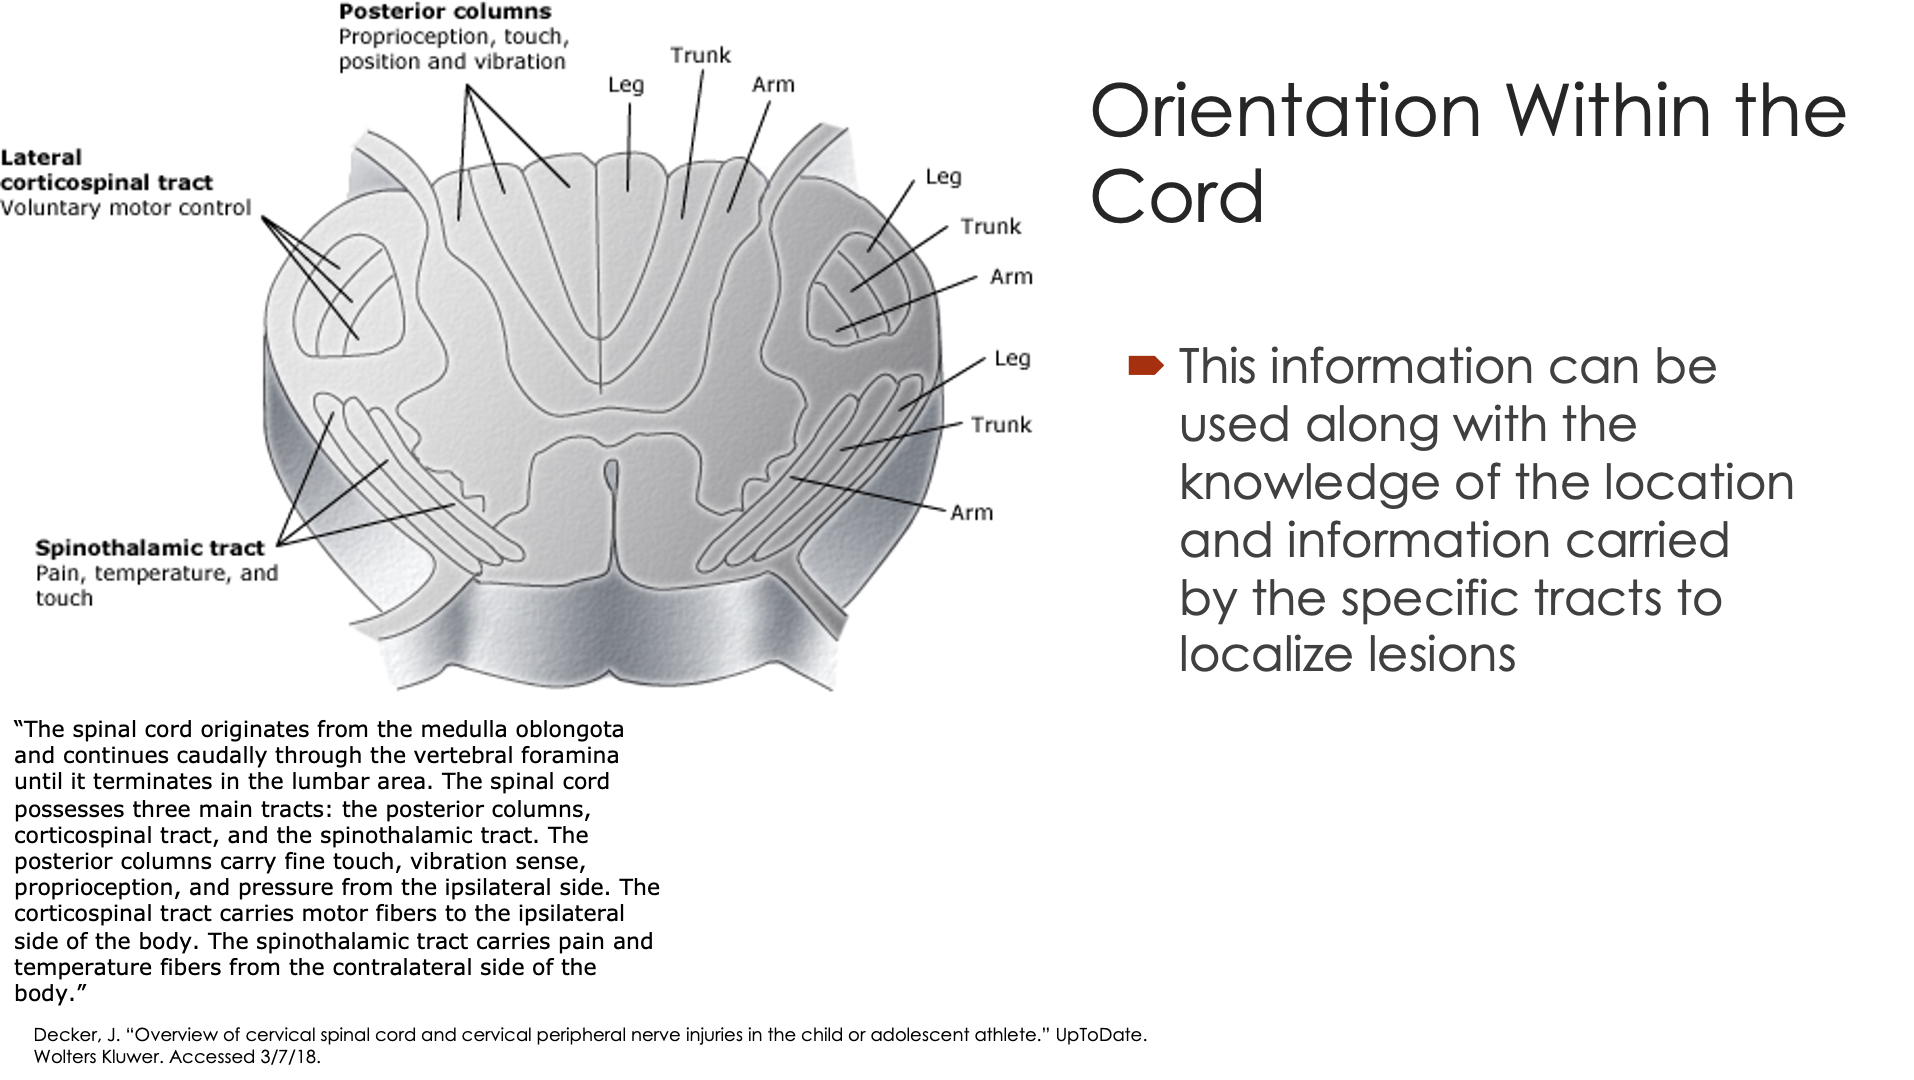 Posterior columns
Proprioception, touch,
position and vibration
Leg
Trunk
Arm
Lateral
corticospinal tract
Voluntary motor control
Leg
Trunk
Arm
Leg
Trunk
Arm
Spinothalamic tract
Pain, temperature, and
touch
Orientation Within the
Cord
This information can be
used along with the
knowledge of the location
and information carried
by the specific tracts to
localize lesions
“The spinal cord originates from the medulla oblongota
and continues caudally through the vertebral foramina
until it terminates in the lumbar area. The spinal cord
possesses three main tracts: the posterior columns,
corticospinal tract, and the spinothalamic tract. The
posterior columns carry fine touch, vibration sense,
proprioception, and pressure from the ipsilateral side. The
corticospinal tract carries motor fibers to the ipsilateral
side of the body. The spinothalamic tract carries pain and
temperature fibers from the contralateral side of the
body.”
Decker, J. “Overview of cervical spinal cord and cervical peripheral nerve injuries in the child or adolescent athlete.” UpToDate.
Wolters Kluwer. Accessed 3/7/18.